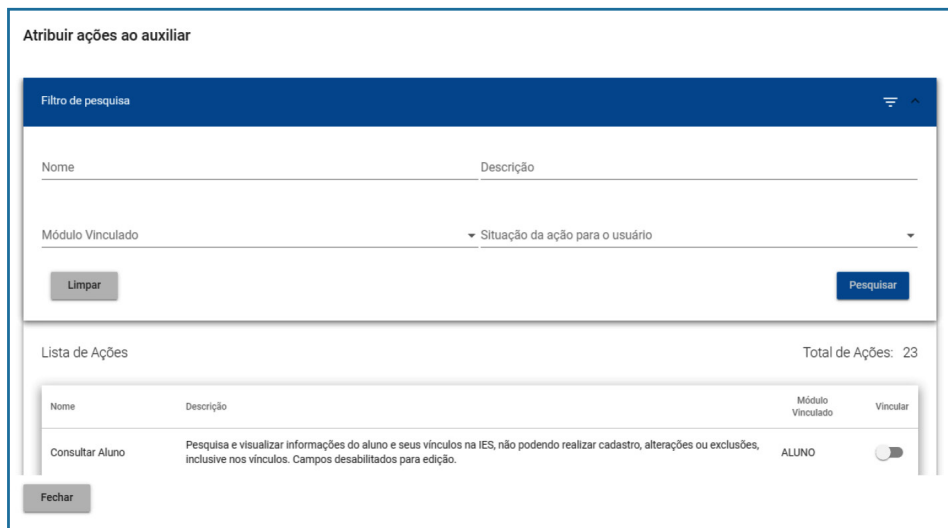 Atribuir ações ao auxiliar
Filtro de pesquisa
Nome
Descrição
Módulo Vinculado
Situação da ação para o usuário
Limpar
Pesquisar
Lista de Ações
Total de Ações: 23
Nome
Descrição
Módulo
Vinculado
Vincular
Consultar Aluno
Pesquisa e visualizar informações do aluno e seus vínculos na IES, não podendo realizar cadastro, alterações ou exclusões,
inclusive nos vínculos. Campos desabilitados para edição.
ALUNO
Fechar